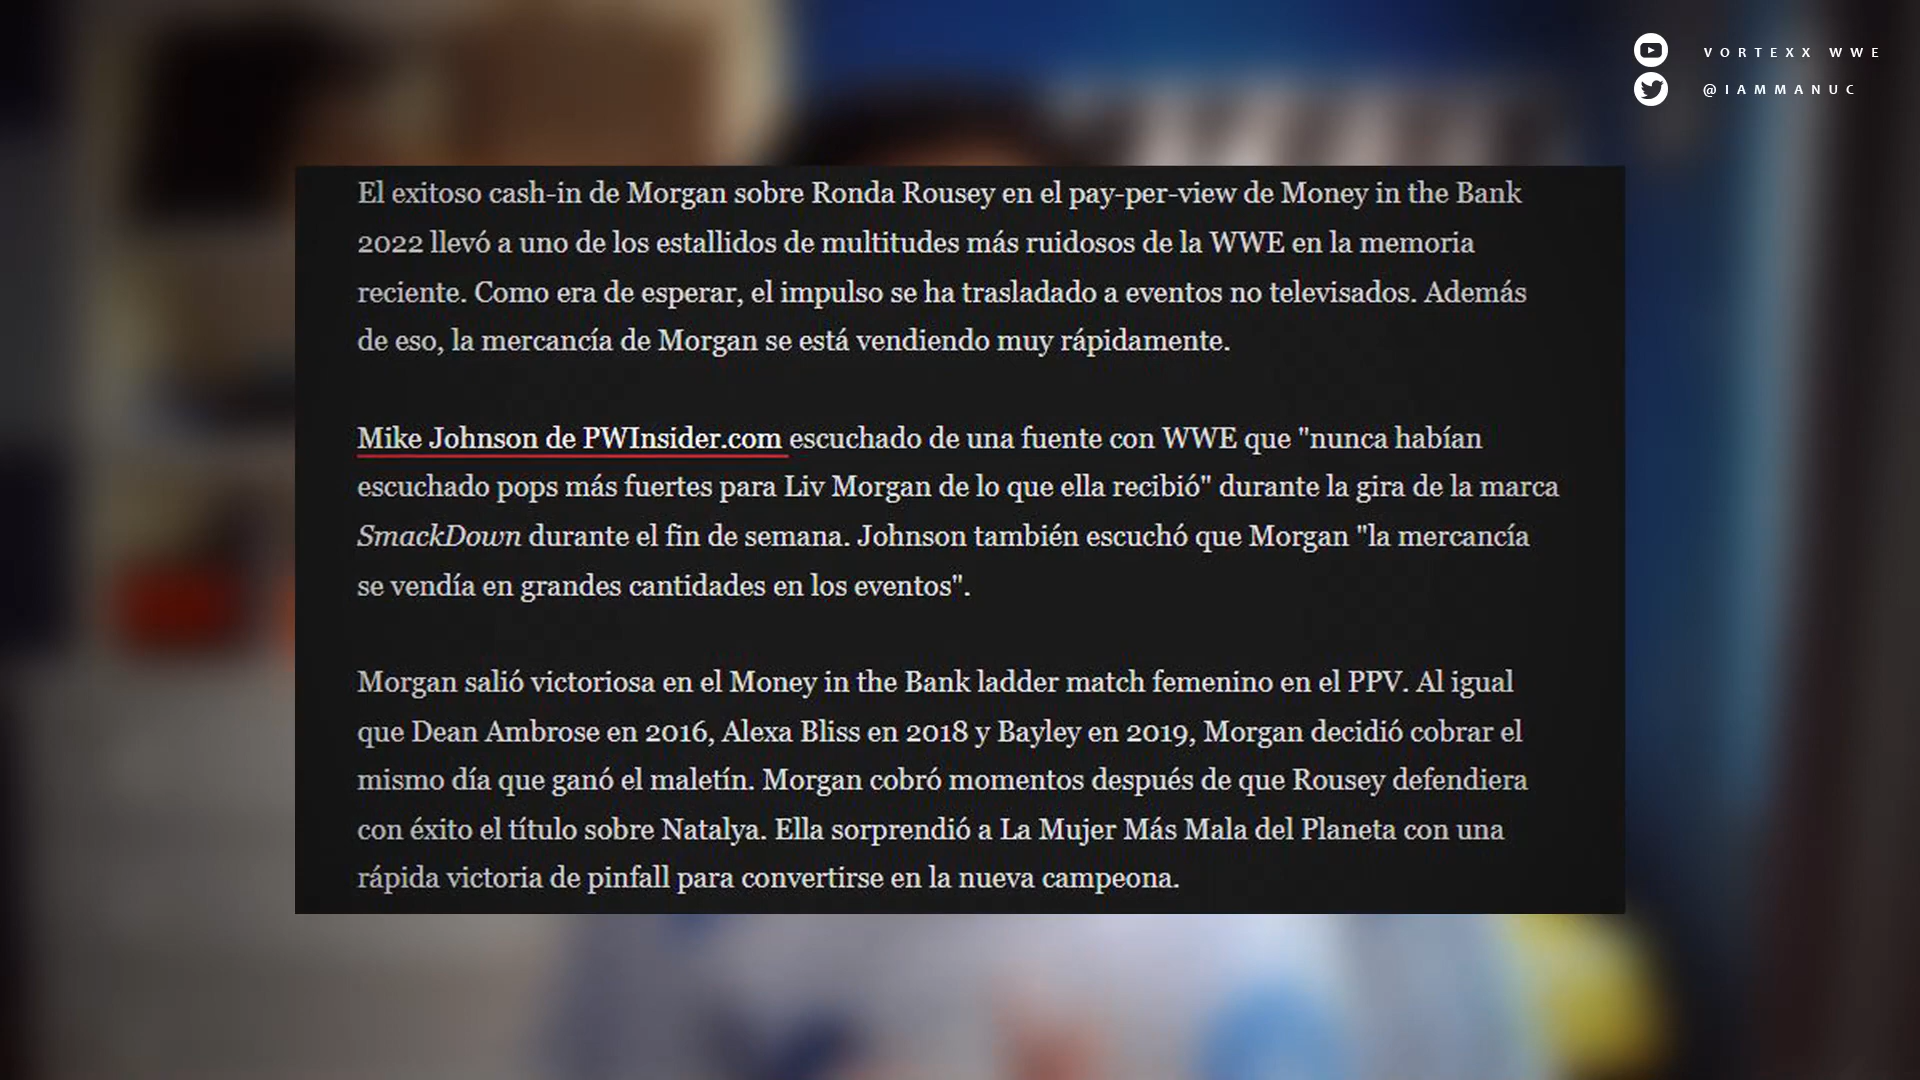 VORTEXX WWE
@IAMMANUC
El exitoso cash-in de Morgan sobre Ronda Rousey en el pay-per-view de Money in the Bank
2022 llevó a uno de los estallidos de multitudes más ruidosos de la WWE en la memoria
reciente. Como era de esperar, el impulso se ha trasladado a eventos no televisados. Además
de eso, la mercancía de Morgan se está vendiendo muy rápidamente.
Mike Johnson de PWInsider.com escuchado de una fuente con WWE que "nunca habían
escuchado pops más fuertes para Liv Morgan de lo que ella recibió" durante la gira de la marca
SmackDown durante el fin de semana. Johnson también escuchó que Morgan "la mercancía
se vendía en grandes cantidades en los eventos".
Morgan salió victoriosa en el Money in the Bank ladder match femenino en el PPV. Al igual
que Dean Ambrose en 2016, Alexa Bliss en 2018 y Bayley en 2019, Morgan decidió cobrar el
mismo día que ganó el maletín. Morgan cobró momentos después de que Rousey defendiera
con éxito el título sobre Natalya. Ella sorprendió a La Mujer Más Mala del Planeta con una
rápida victoria de pinfall para convertirse en la nueva campeona.